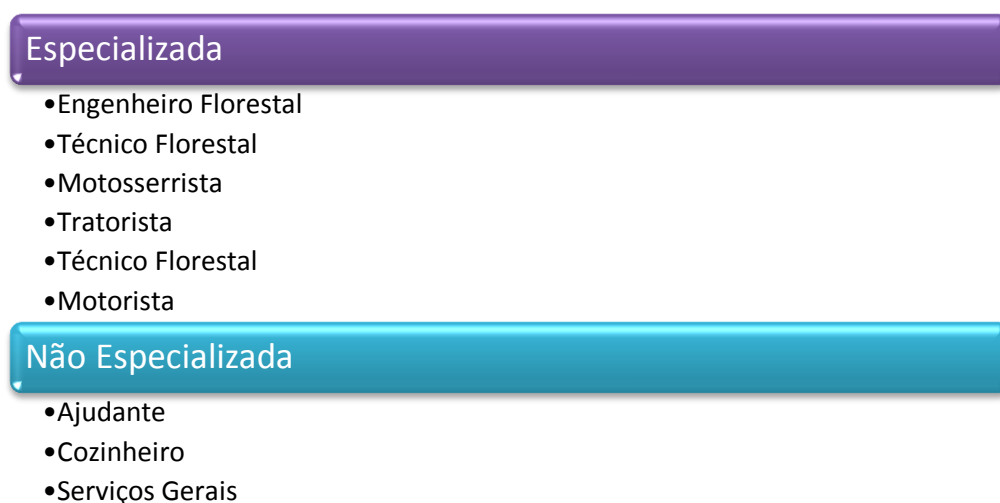 Especializada
•Engenheiro Florestal
•Técnico Florestal
•Motosserrista
•Tratorista
•Técnico Florestal
•Motorista
Não Especializada
•Ajudante
•Cozinheiro
•Serviços Gerais